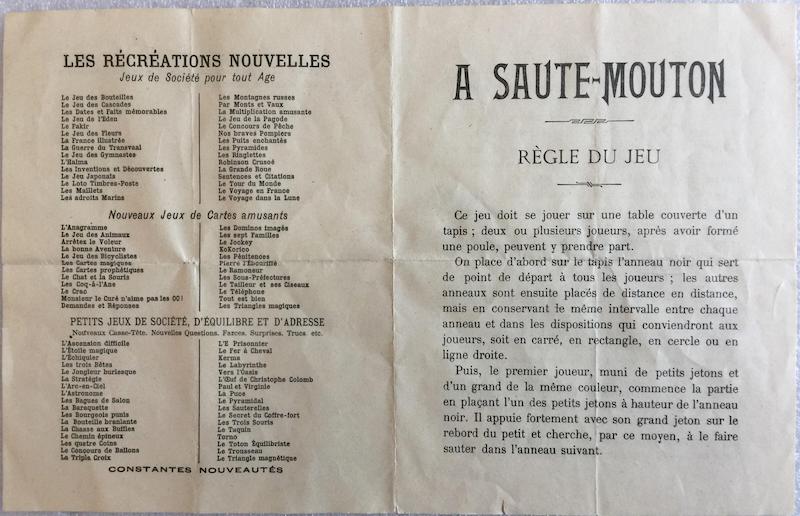 LES RÉCRÉATIONS NOUVELLES
Jeux de Société pour tout Age
Le Jeu des Bouteilles
Le Jeu des Cascades
Les Dates et Faits mémorables
Le Jeu de l'Eden
Le Fakir
Le Jeu des Fleurs
La France illustrée
La Guerre du Transvaal
Le Jeu des Gymnastes
L'Halma
Les Inventions et Découvertes
Le Jeu Japonais
Le Loto Timbres-Poste
Les Maillets
Les adroits Marins
Les Montagnes russes
Par Monts et Vaux
La Multiplication amusante
Le Jeu de la Pagode
Le Concours de Pêche
Nos braves Pompiers
Les Puits enchantés
Les Pyramides
Les Ringlettes
Robinson Crusoé
La Grande Roue
Sentences et Citations
Le Tour du Monde
Le Voyage en France
Le Voyage dans la Lune
Nouveaux Jeux de Cartes amusants
L'Anagramme
Le Jeu des Animaux
Arrêtez le Voleur
La bonne Aventure
Le Jeu des Bicyclistes
Les Cartes magiques
Les Cartes prophétiques
Le Chat et la Souris
Les Coq-à-l'Ane
Le Crac
Monsieur le Curé n'aime pas les OO!
Demandes et Réponses
Les Dominos imagés
Les sept Familles
Le Jockey
KoKorico
Les Pénitences
Pierre l'Ébouriffé
Le Ramoneur
Les Sous-Préfectures
Le Tailleur et ses Ciseaux
Le Téléphone
Tout est bien
Les Triangles magiques
PETITS JEUX DE SOCIÉTÉ, D'ÉQUILIBRE ET D'ADRESSE
Nouveaux Casse-Tête. Nouvelles Questions. Farces. Surprises. Trucs. etc.
L'Ascension difficile
L'Étoile magique
L'Échiquier
Les trois Bêtes
Le Jongleur burlesque
La Stratégie
L'Arc-en-Ciel
L'Astronome
Les Bagues de Salon
La Baraquette
Les Bourgeois punis
La Bouteille branlante
La Chasse aux Buffles
Le Chemin épineux
Les quatre Coins
Le Concours de Ballons
La Triple Croix
L'E Prisonnier
Le Fer à Cheval
Kerma
Le Labyrinthe
Vers l'Oasis
L'Œuf de Christophe Colomb
Paul et Virginie
La Puce
Le Pyramidal
Les Sauterelles
Le Secret du Coffre-fort
Les Trois Souris
Le Taquin
Torno
Le Toton Équilibriste
Le Trousseau
Le Triangle magnétique
CONSTANTES NOUVEAUTÉS
A SAUTE-MOUTON
RÈGLE DU JEU
Ce jeu doit se jouer sur une table couverte d'un
tapis ; deux ou plusieurs joueurs, après avoir formé
une poule, peuvent y prendre part.
On place d'abord sur le tapis l'anneau noir qui sert
de point de départ à tous les joueurs ; les autres
anneaux sont ensuite placés de distance en distance,
mais en conservant le même intervalle entre chaque
anneau et dans les dispositions qui conviendront aux
joueurs, soit en carré, en rectangle, en cercle ou en
ligne droite.
Puis, le premier joueur, muni de petits jetons et
d'un grand de la même couleur, commence la partie
en plaçant l'un des petits jetons à hauteur de l'anneau
noir. Il appuie fortement avec son grand jeton sur le
rebord du petit et cherche, par ce moyen, à le faire
sauter dans l'anneau suivant.